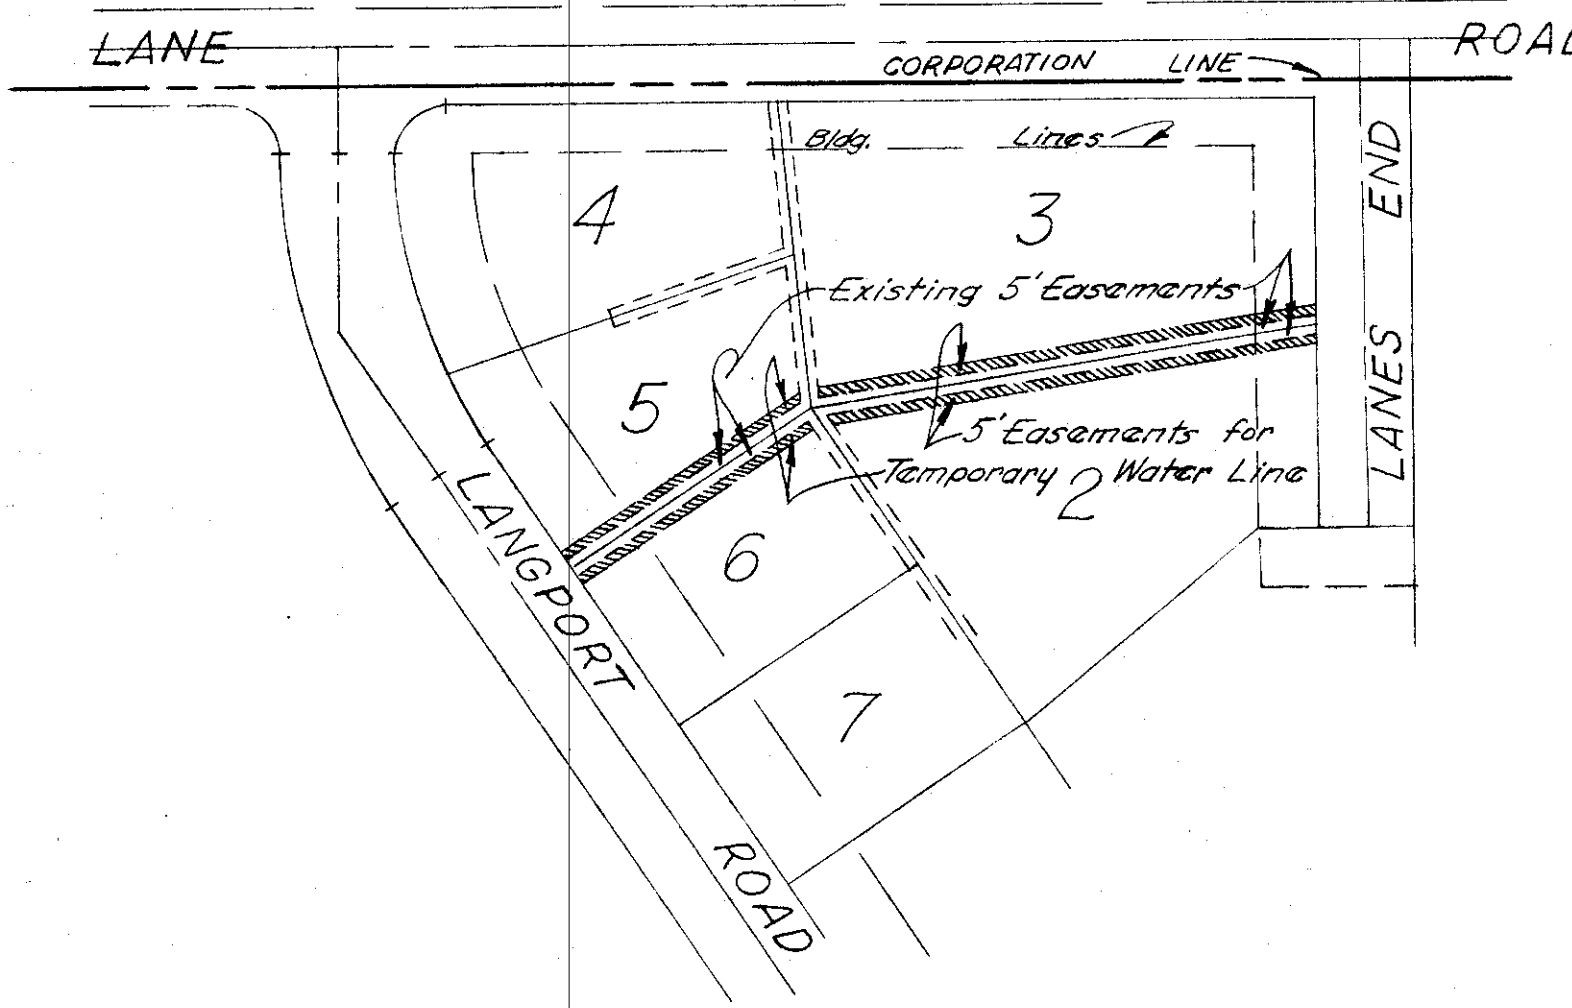 LANE ROAD
CORPORATION LINE
Bldg. Lines
4
3
END
LANES
Existing 5' Easements
5
5' Easements for
Temporary Water Line
2
6
LANGPORT
7
ROAD